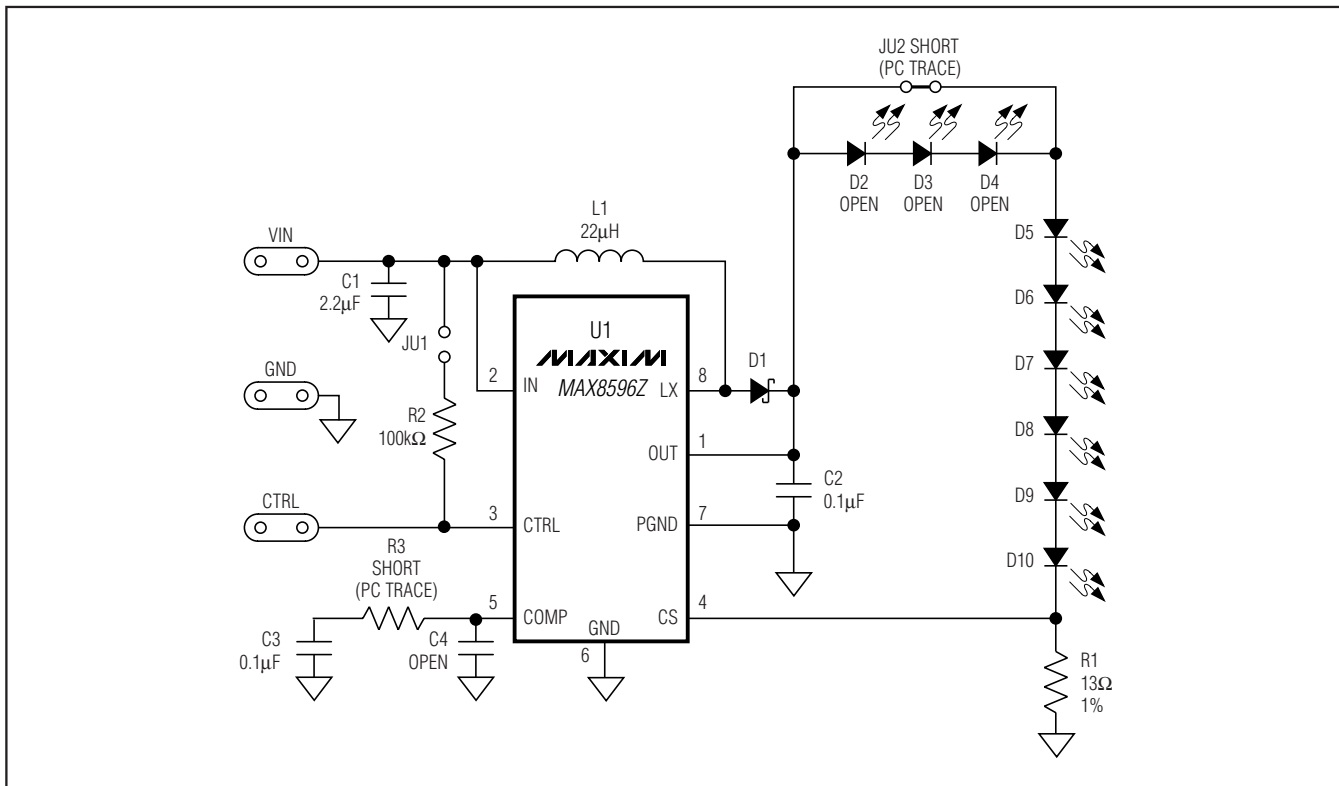 JU2 SHORT
(PC TRACE)
D2
OPEN
D3
OPEN
D4
OPEN
L1
22µH
VIN
D5
C1
2.2µF
D6
U1
MAXIM
MAX8596Z
JU1
D1
D7
GND
2
IN
LX
8
R2
100kΩ
D8
OUT
1
C2
0.1µF
D9
CTRL
3
CTRL
PGND
7
R3
SHORT
(PC TRACE)
D10
5
COMP
CS
4
C3
0.1µF
C4
OPEN
GND
6
R1
13Ω
1%